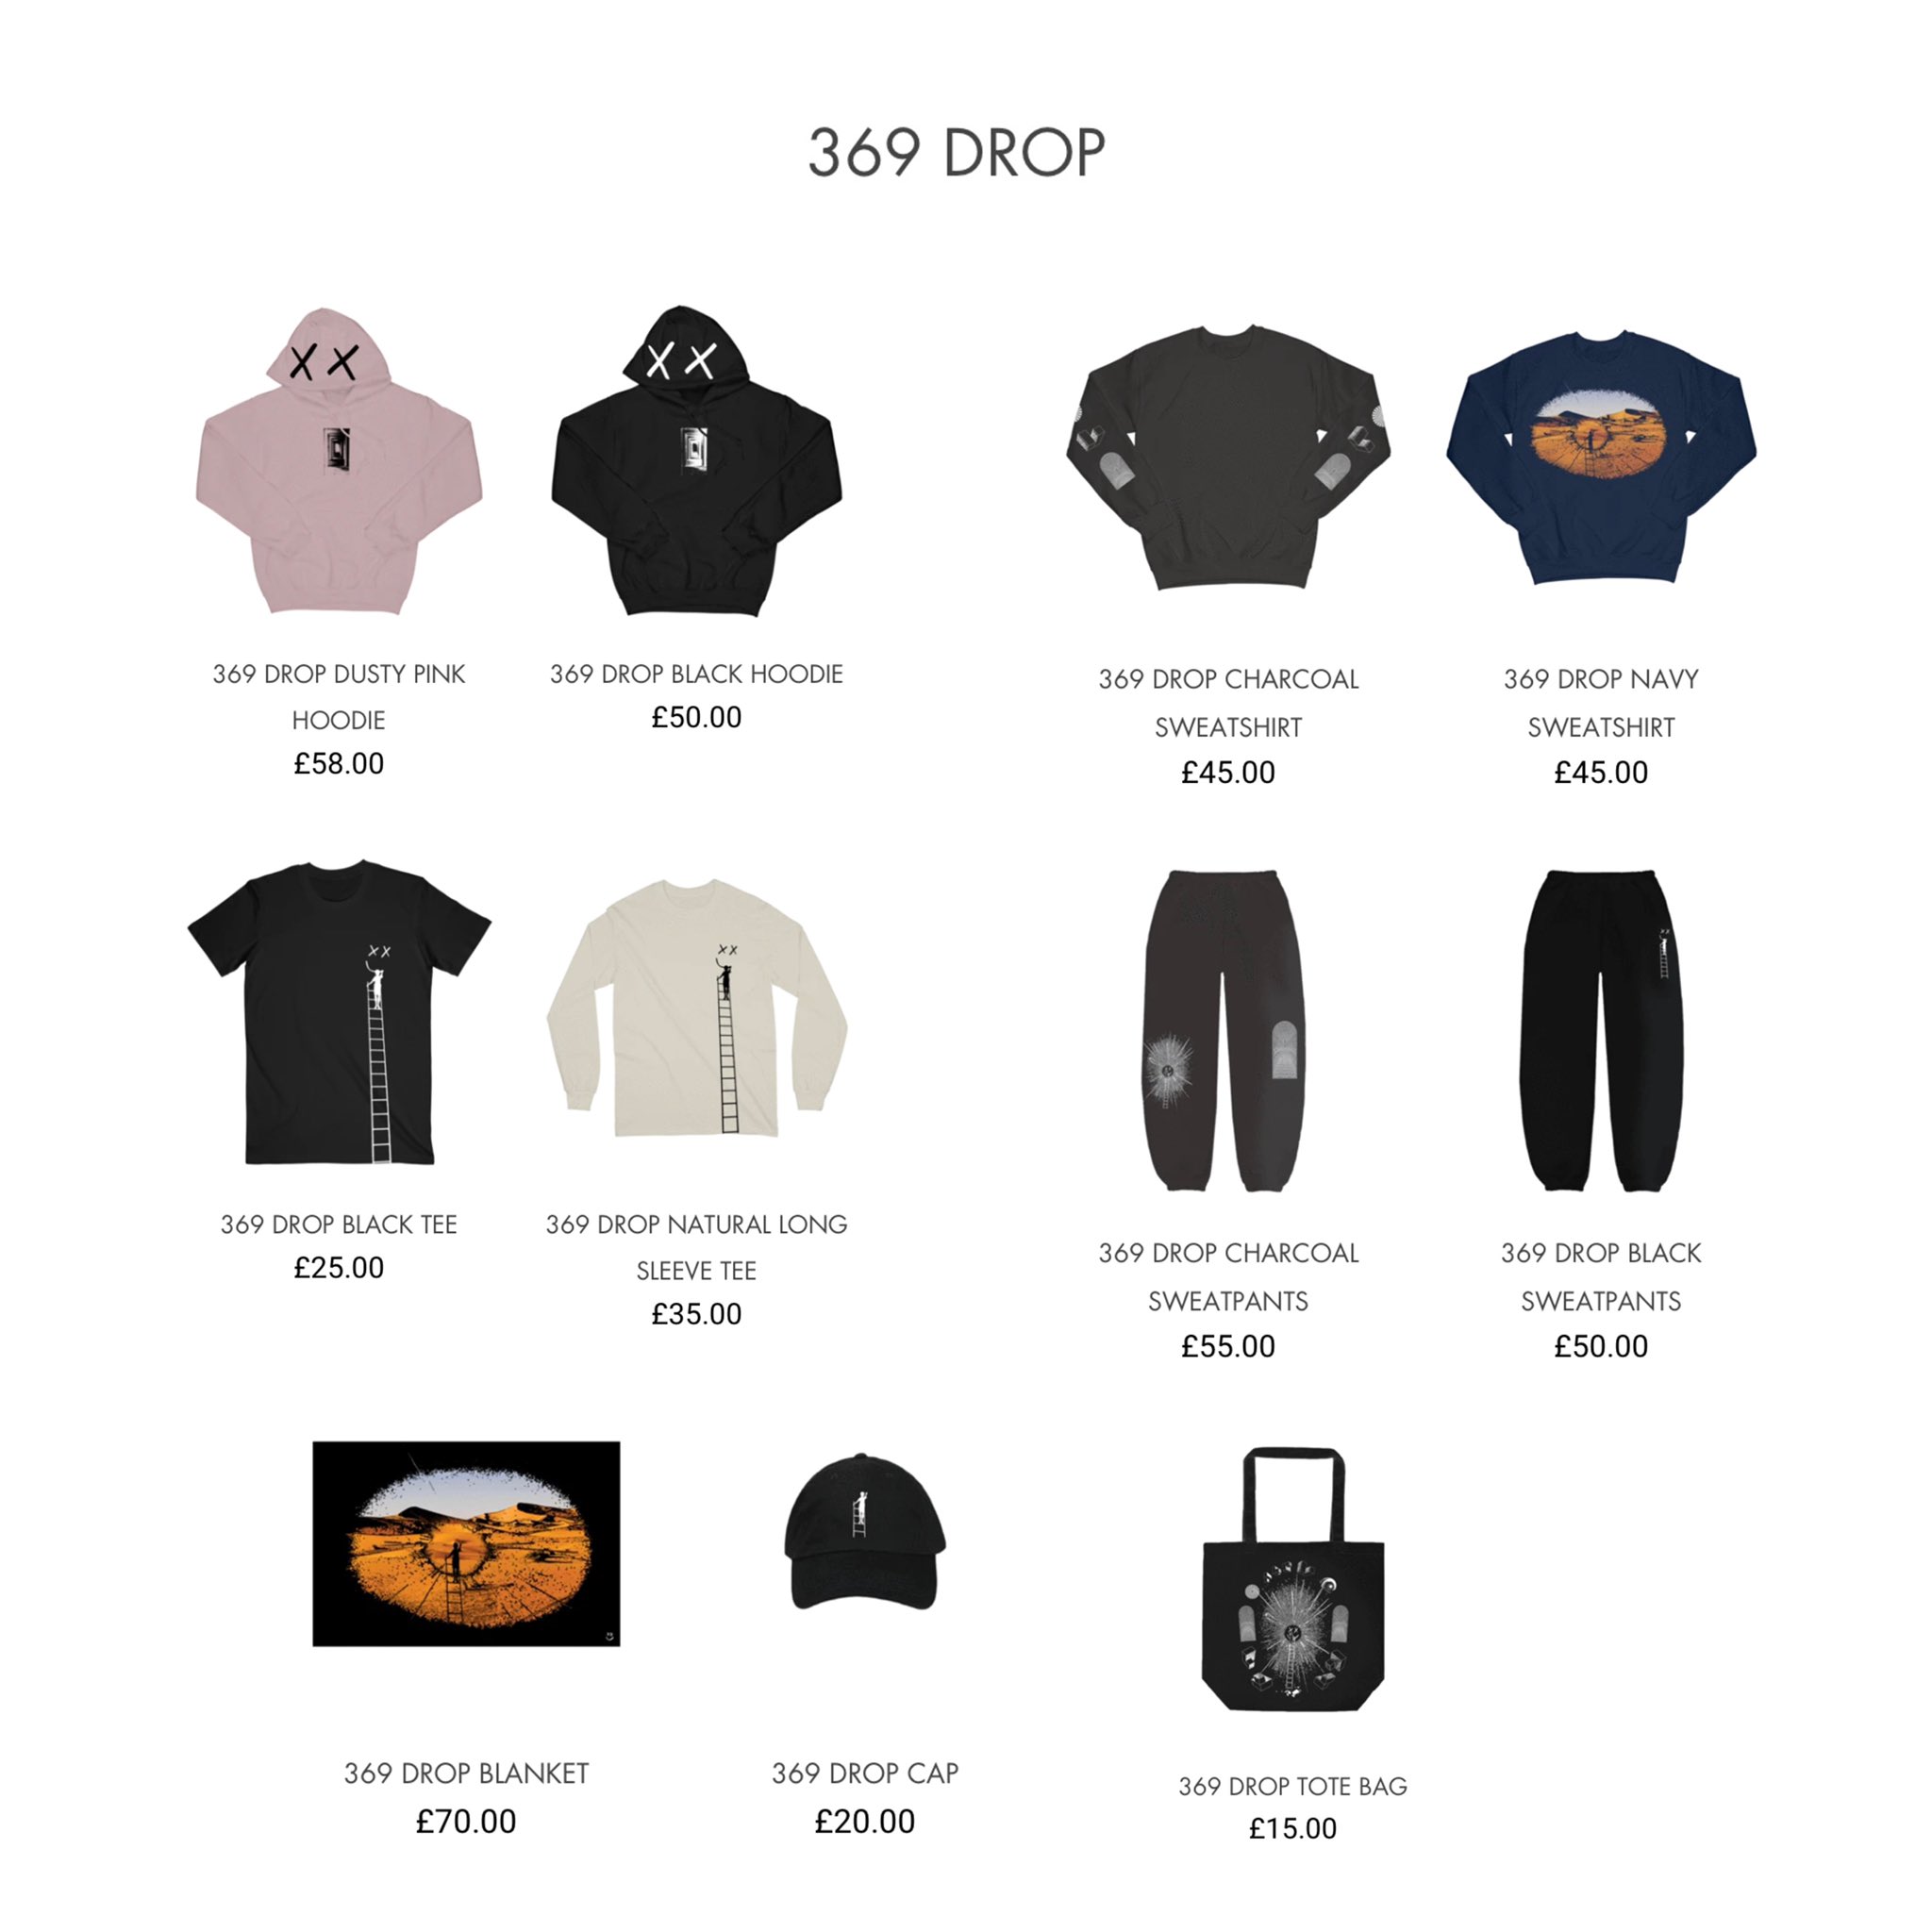 369 DROP
369 DROP DUSTY PINK
HOODIE
£58.00
369 DROP BLACK HOODIE
£50.00
369 DROP CHARCOAL
SWEATSHIRT
£45.00
369 DROP NAVY
SWEATSHIRT
£45.00
369 DROP BLACK TEE
£25.00
369 DROP NATURAL LONG
SLEEVE TEE
£35.00
369 DROP CHARCOAL
SWEATPANTS
£55.00
369 DROP BLACK
SWEATPANTS
£50.00
369 DROP BLANKET
£70.00
369 DROP CAP
£20.00
369 DROP TOTE BAG
£15.00